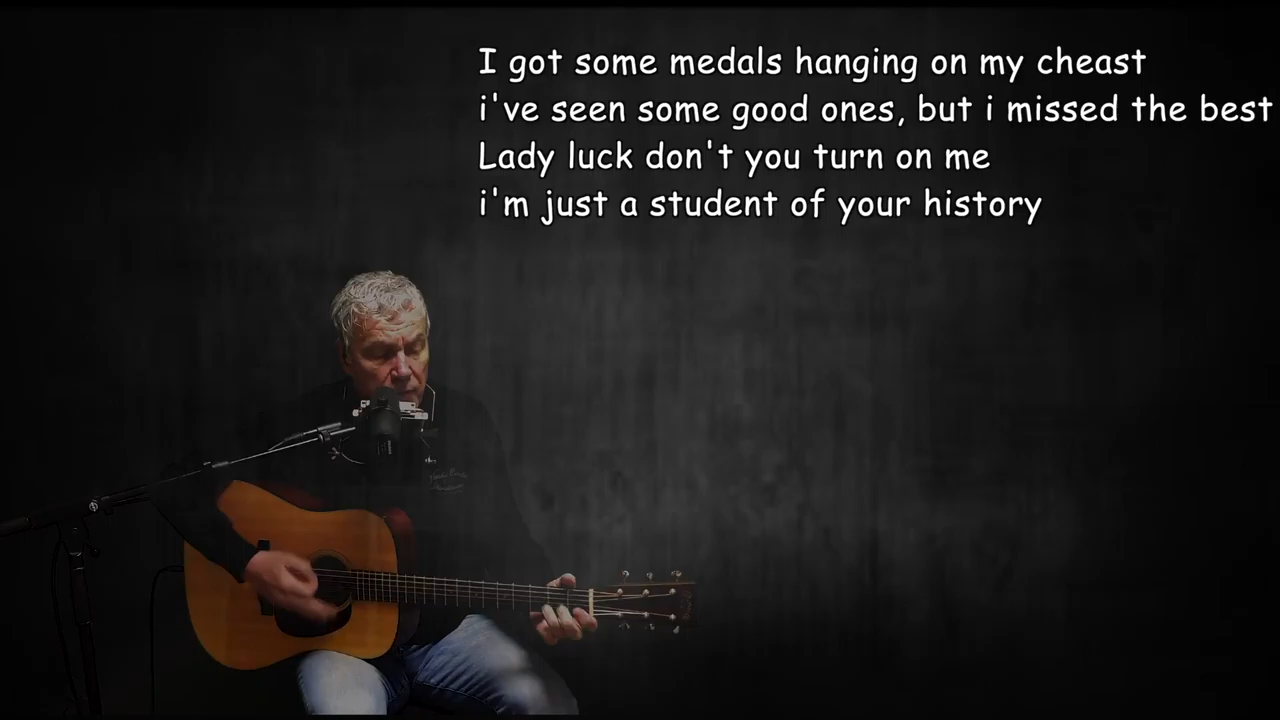 I got some medals hanging on my cheast
i've seen some good ones, but i missed the best
Lady luck don't you turn on me
i'm just a student of your history